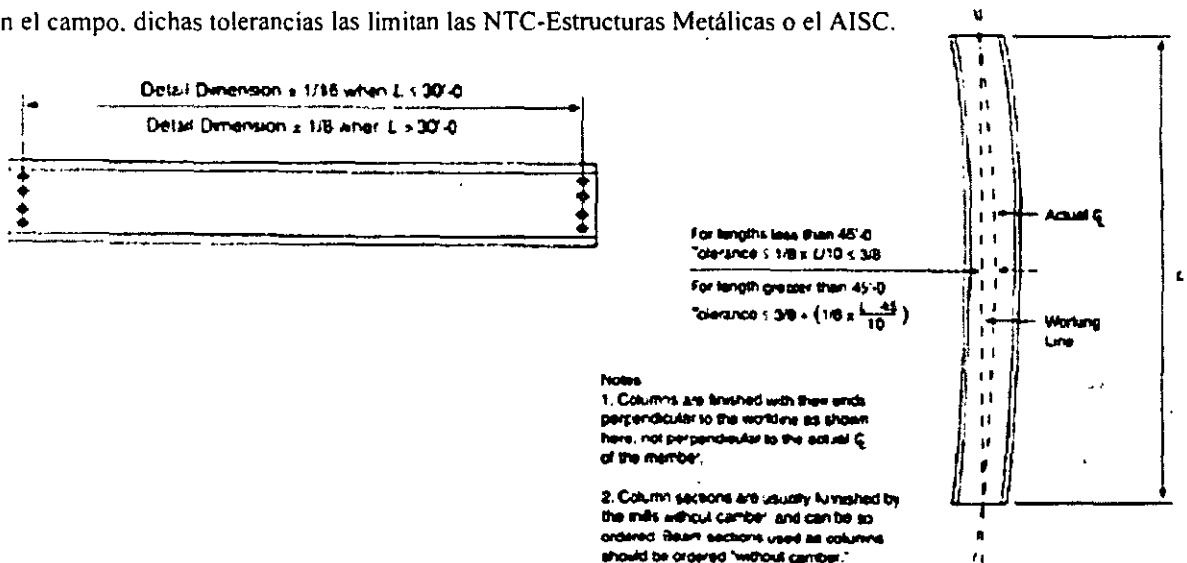 n el campo. dichas tolerancias las limitan las NTC-Estructuras Metálicas o el AISC.
Detail Dimension ± 1/16 when L ≤ 30'-0
Detail Dimension ± 1/8 when L > 30'-0
For lengths less than 45'-0
Tolerance ≤ 1/8 x L/10 ≤ 3/8
For length greater than 45'-0
Tolerance ≤ 3/8 + (1/8 x L - 45 / 10)
Actual ℄
Working
Line
Notes
1. Columns are finished with their ends
perpendicular to the workline as shown
here, not perpendicular to the actual ℄
of the member.
2. Column sections are usually furnished by
the mills without camber and can be so
ordered. Beam sections used as columns
should be ordered "without camber."